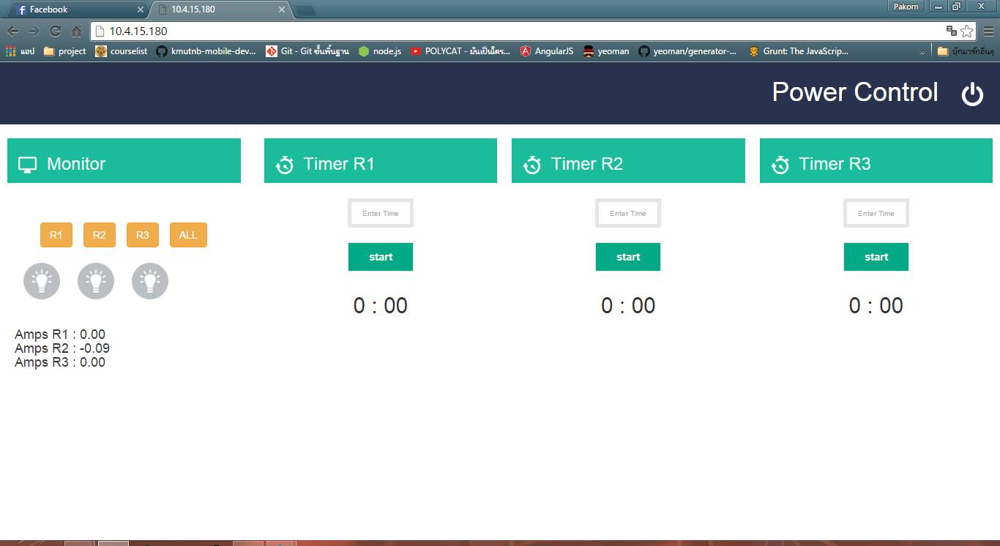 Facebook
10.4.15.180
Pakorn
10.4.15.180
แอป
project
courselist
kmutnb-mobile-dev...
Git - Git ขั้นพื้นฐาน
node.js
POLYCAT - มันเป็นใคร...
AngularJS
yeoman
yeoman/generator-...
Grunt: The JavaScrip...
»
บุ๊กมาร์กอื่นๆ
Power Control
Monitor
Timer R1
Timer R2
Timer R3
Enter Time
Enter Time
Enter Time
R1
R2
R3
ALL
start
start
start
0 : 00
0 : 00
0 : 00
Amps R1 : 0.00
Amps R2 : -0.09
Amps R3 : 0.00